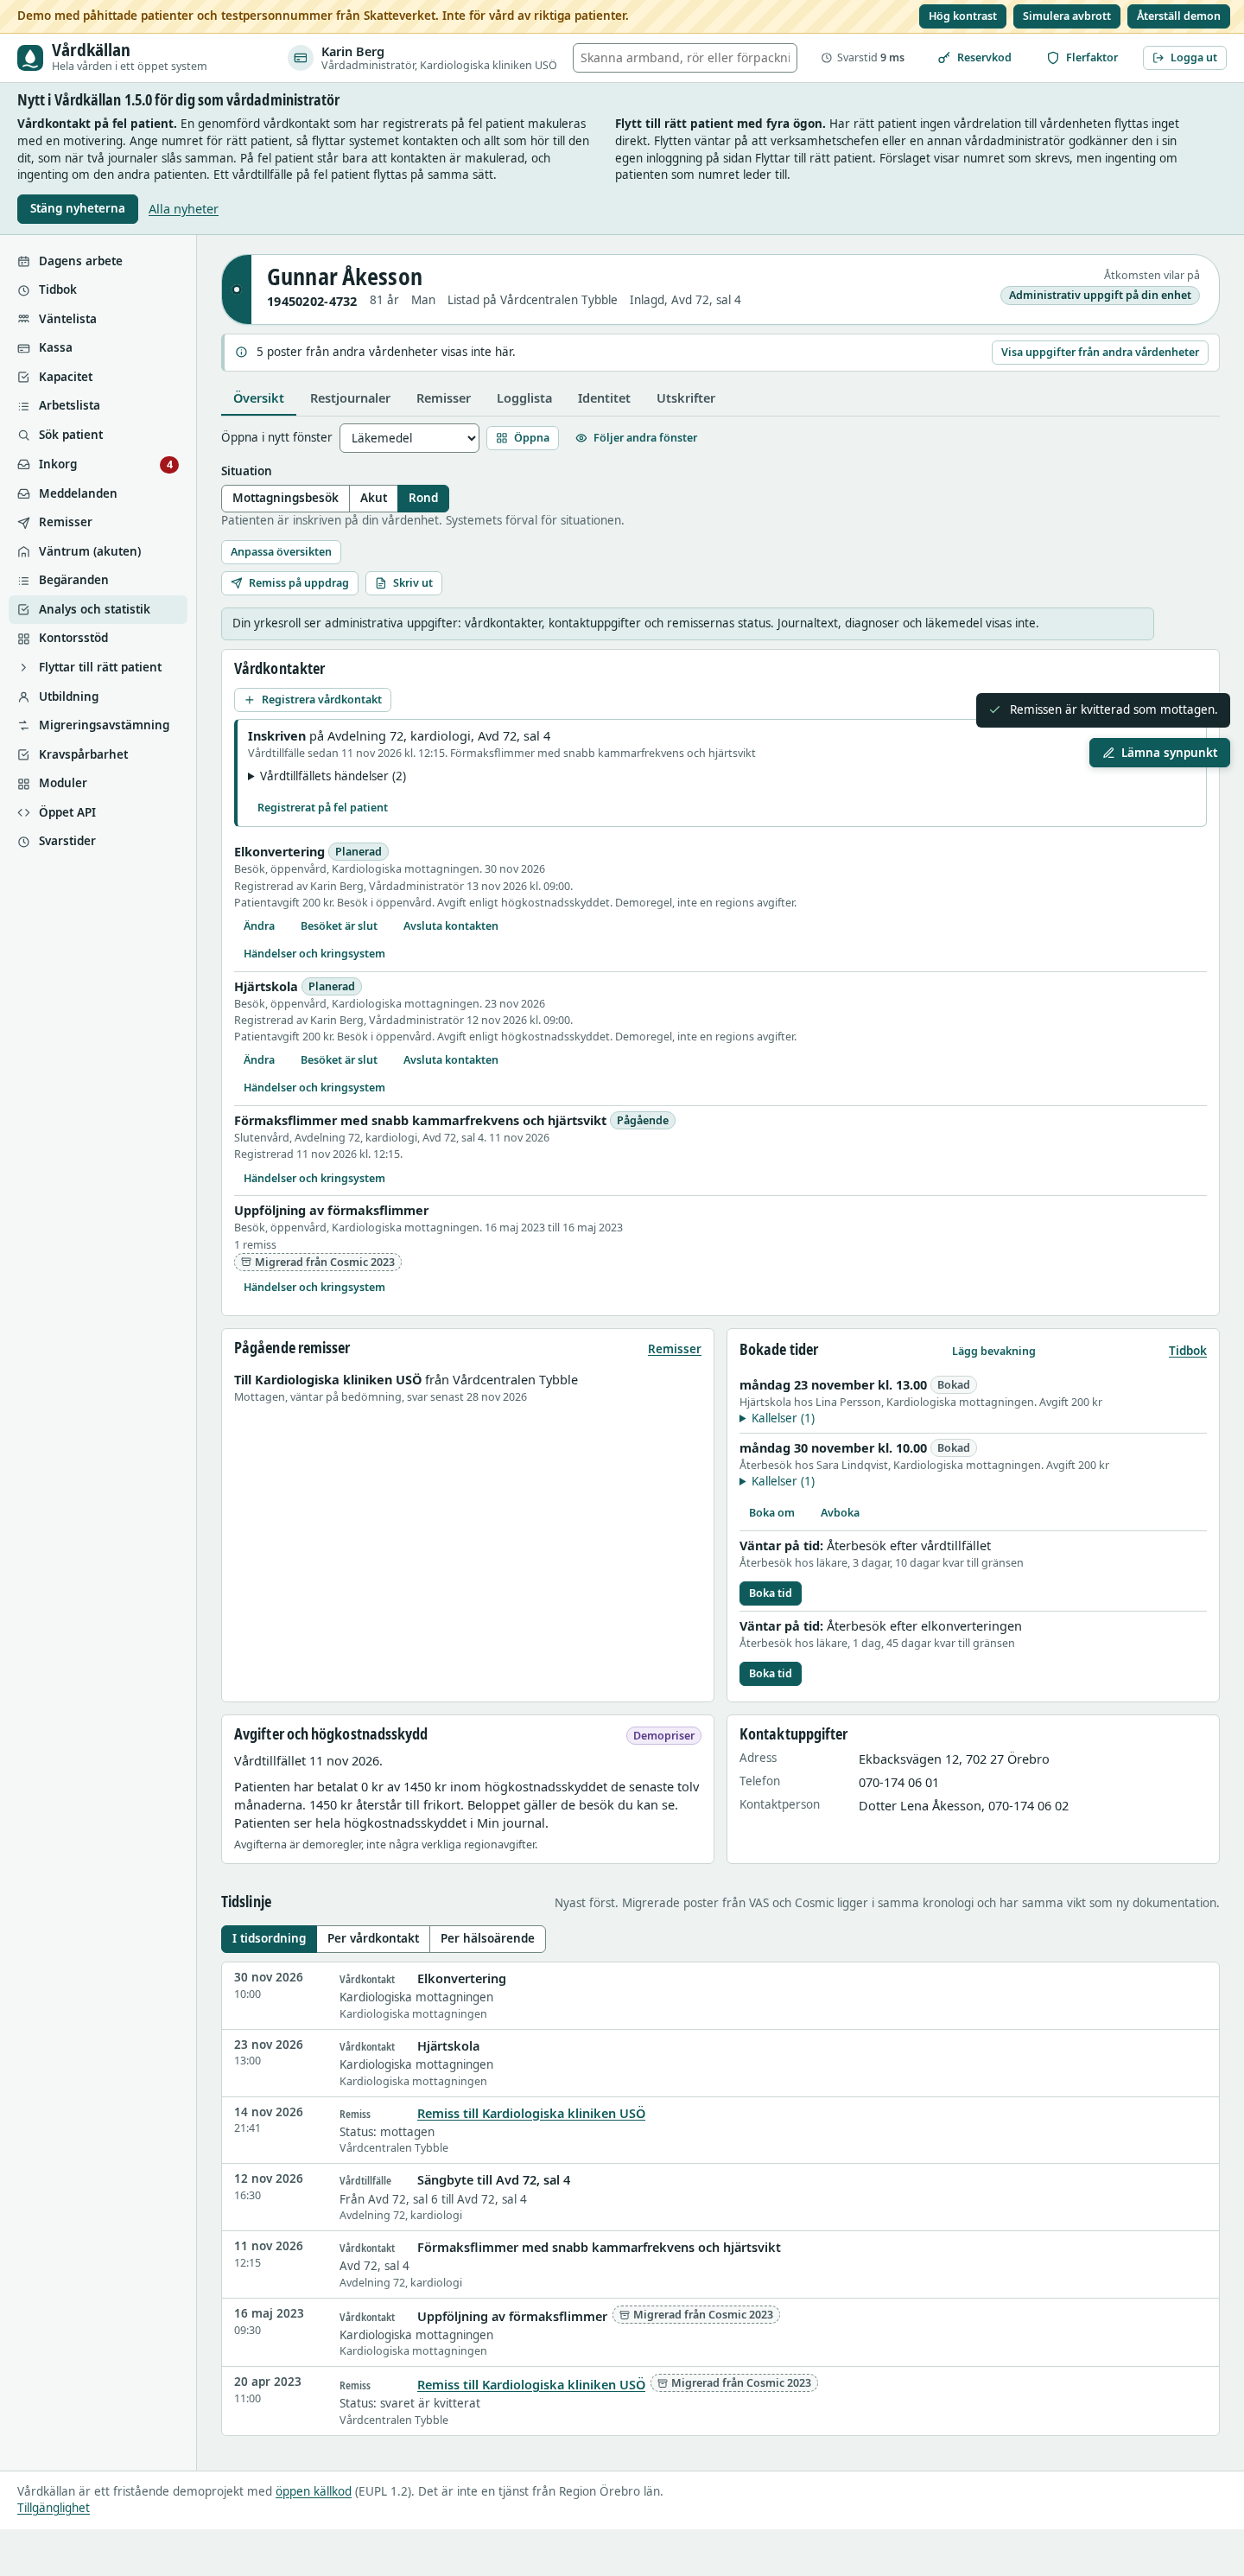 Demo med påhittade patienter och testpersonnummer från Skatteverket. Inte för vård av riktiga patienter.
Hög kontrast
Simulera avbrott
Återställ demon
Vårdkällan
Hela vården i ett öppet system
Karin Berg
Vårdadministratör, Kardiologiska kliniken USÖ
Skanna armband, rör eller förpackni
Svarstid 9 ms
Reservkod
Flerfaktor
Logga ut
Nytt i Vårdkällan 1.5.0 för dig som vårdadministratör
Vårdkontakt på fel patient. En genomförd vårdkontakt som har registrerats på fel patient makuleras
med en motivering. Ange numret för rätt patient, så flyttar systemet kontakten och allt som hör till den
dit, som när två journaler slås samman. På fel patient står bara att kontakten är makulerad, och
ingenting om den andra patienten. Ett vårdtillfälle på fel patient flyttas på samma sätt.
Flytt till rätt patient med fyra ögon. Har rätt patient ingen vårdrelation till vårdenheten flyttas inget
direkt. Flytten väntar på att verksamhetschefen eller en annan vårdadministratör godkänner den i sin
egen inloggning på sidan Flyttar till rätt patient. Förslaget visar numret som skrevs, men ingenting om
patienten som numret leder till.
Stäng nyheterna
Alla nyheter
Dagens arbete
Tidbok
Väntelista
Kassa
Kapacitet
Arbetslista
Sök patient
Inkorg 4
Meddelanden
Remisser
Väntrum (akuten)
Begäranden
Analys och statistik
Kontorsstöd
Flyttar till rätt patient
Utbildning
Migreringsavstämning
Kravspårbarhet
Moduler
Öppet API
Svarstider
Gunnar Åkesson
19450202-4732 81 år Man Listad på Vårdcentralen Tybble Inlagd, Avd 72, sal 4
Åtkomsten vilar på
Administrativ uppgift på din enhet
5 poster från andra vårdenheter visas inte här.
Visa uppgifter från andra vårdenheter
Översikt
Restjournaler
Remisser
Logglista
Identitet
Utskrifter
Öppna i nytt fönster
Läkemedel
Öppna
Följer andra fönster
Situation
Mottagningsbesök
Akut
Rond
Patienten är inskriven på din vårdenhet. Systemets förval för situationen.
Anpassa översikten
Remiss på uppdrag
Skriv ut
Din yrkesroll ser administrativa uppgifter: vårdkontakter, kontaktuppgifter och remissernas status. Journaltext, diagnoser och läkemedel visas inte.
Vårdkontakter
Registrera vårdkontakt
Remissen är kvitterad som mottagen.
Lämna synpunkt
Inskriven på Avdelning 72, kardiologi, Avd 72, sal 4
Vårdtillfälle sedan 11 nov 2026 kl. 12:15. Förmaksflimmer med snabb kammarfrekvens och hjärtsvikt
Vårdtillfällets händelser (2)
Registrerat på fel patient
Elkonvertering Planerad
Besök, öppenvård, Kardiologiska mottagningen. 30 nov 2026
Registrerad av Karin Berg, Vårdadministratör 13 nov 2026 kl. 09:00.
Patientavgift 200 kr. Besök i öppenvård. Avgift enligt högkostnadsskyddet. Demoregel, inte en regions avgifter.
Ändra
Besöket är slut
Avsluta kontakten
Händelser och kringsystem
Hjärtskola Planerad
Besök, öppenvård, Kardiologiska mottagningen. 23 nov 2026
Registrerad av Karin Berg, Vårdadministratör 12 nov 2026 kl. 09:00.
Patientavgift 200 kr. Besök i öppenvård. Avgift enligt högkostnadsskyddet. Demoregel, inte en regions avgifter.
Ändra
Besöket är slut
Avsluta kontakten
Händelser och kringsystem
Förmaksflimmer med snabb kammarfrekvens och hjärtsvikt Pågående
Slutenvård, Avdelning 72, kardiologi, Avd 72, sal 4. 11 nov 2026
Registrerad 11 nov 2026 kl. 12:15.
Händelser och kringsystem
Uppföljning av förmaksflimmer
Besök, öppenvård, Kardiologiska mottagningen. 16 maj 2023 till 16 maj 2023
1 remiss
Migrerad från Cosmic 2023
Händelser och kringsystem
Pågående remisser
Remisser
Till Kardiologiska kliniken USÖ från Vårdcentralen Tybble
Mottagen, väntar på bedömning, svar senast 28 nov 2026
Bokade tider
Lägg bevakning
Tidbok
måndag 23 november kl. 13.00 Bokad
Hjärtskola hos Lina Persson, Kardiologiska mottagningen. Avgift 200 kr
Kallelser (1)
måndag 30 november kl. 10.00 Bokad
Återbesök hos Sara Lindqvist, Kardiologiska mottagningen. Avgift 200 kr
Kallelser (1)
Boka om
Avboka
Väntar på tid: Återbesök efter vårdtillfället
Återbesök hos läkare, 3 dagar, 10 dagar kvar till gränsen
Boka tid
Väntar på tid: Återbesök efter elkonverteringen
Återbesök hos läkare, 1 dag, 45 dagar kvar till gränsen
Boka tid
Avgifter och högkostnadsskydd
Demopriser
Vårdtillfället 11 nov 2026.
Patienten har betalat 0 kr av 1450 kr inom högkostnadsskyddet de senaste tolv
månaderna. 1450 kr återstår till frikort. Beloppet gäller de besök du kan se.
Patienten ser hela högkostnadsskyddet i Min journal.
Avgifterna är demoregler, inte några verkliga regionavgifter.
Kontaktuppgifter
Adress Ekbacksvägen 12, 702 27 Örebro
Telefon 070-174 06 01
Kontaktperson Dotter Lena Åkesson, 070-174 06 02
Tidslinje
Nyast först. Migrerade poster från VAS och Cosmic ligger i samma kronologi och har samma vikt som ny dokumentation.
I tidsordning
Per vårdkontakt
Per hälsoärende
30 nov 2026 Vårdkontakt Elkonvertering
10:00 Kardiologiska mottagningen
Kardiologiska mottagningen
23 nov 2026 Vårdkontakt Hjärtskola
13:00 Kardiologiska mottagningen
Kardiologiska mottagningen
14 nov 2026 Remiss Remiss till Kardiologiska kliniken USÖ
21:41 Status: mottagen
Vårdcentralen Tybble
12 nov 2026 Vårdtillfälle Sängbyte till Avd 72, sal 4
16:30 Från Avd 72, sal 6 till Avd 72, sal 4
Avdelning 72, kardiologi
11 nov 2026 Vårdkontakt Förmaksflimmer med snabb kammarfrekvens och hjärtsvikt
12:15 Avd 72, sal 4
Avdelning 72, kardiologi
16 maj 2023 Vårdkontakt Uppföljning av förmaksflimmer Migrerad från Cosmic 2023
09:30 Kardiologiska mottagningen
Kardiologiska mottagningen
20 apr 2023 Remiss Remiss till Kardiologiska kliniken USÖ Migrerad från Cosmic 2023
11:00 Status: svaret är kvitterat
Vårdcentralen Tybble
Vårdkällan är ett fristående demoprojekt med öppen källkod (EUPL 1.2). Det är inte en tjänst från Region Örebro län.
Tillgänglighet